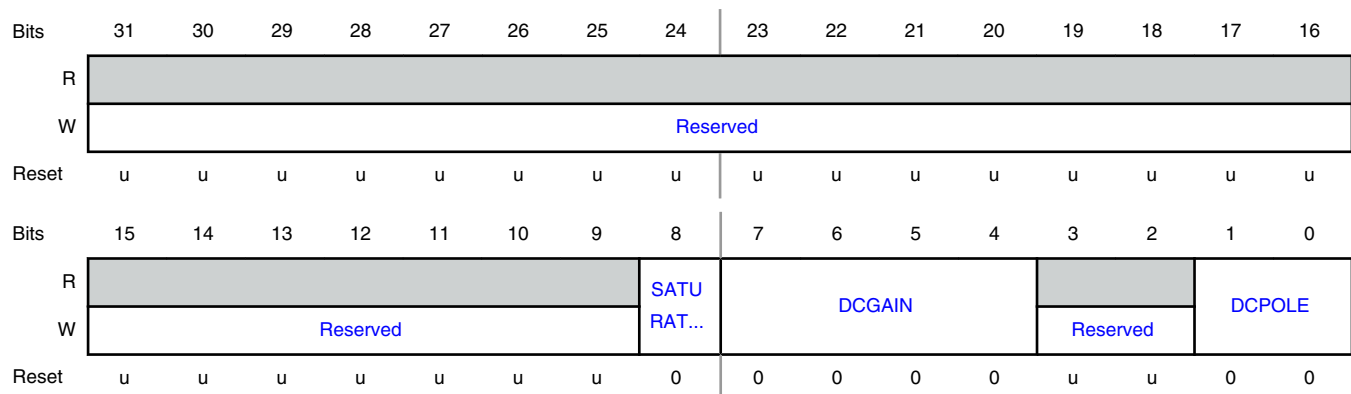 Bits 31 30 29 28 27 26 25 24 23 22 21 20 19 18 17 16
R
W Reserved
Reset u u u u u u u u u u u u u u u u
Bits 15 14 13 12 11 10 9 8 7 6 5 4 3 2 1 0
R SATU
RAT... DCGAIN DCPOLE
W Reserved Reserved
Reset u u u u u u u 0 0 0 0 0 u u 0 0